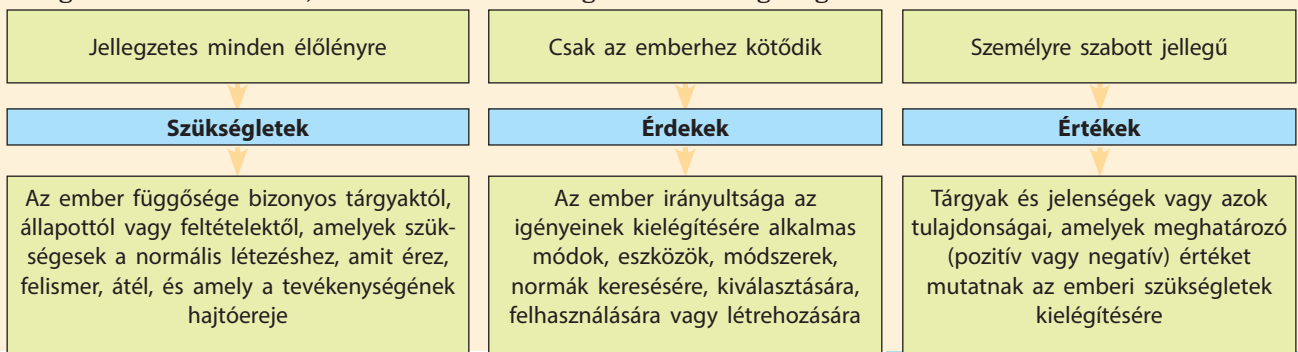 Jellegzetes minden élőlényre
Csak az emberhez kötődik
Személyre szabott jellegű
Szükségletek
Érdekek
Értékek
Az ember függősége bizonyos tárgyaktól,
állapottól vagy feltételektől, amelyek szük-
ségesek a normális létezéshez, amit érez,
felismer, átél, és amely a tevékenységének
hajtóereje
Az ember irányultsága az
igényeinek kielégítésére alkalmas
módok, eszközök, módszerek,
normák keresésére, kiválasztására,
felhasználására vagy létrehozására
Tárgyak és jelenségek vagy azok
tulajdonságai, amelyek meghatározó
(pozitív vagy negatív) értéket
mutatnak az emberi szükségletek
kielégítésére